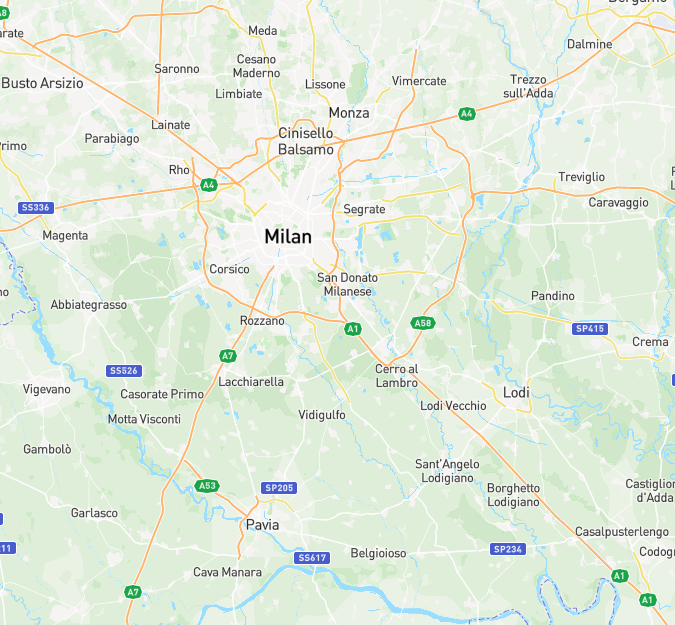 Bergamo
A8
Meda
Dalmine
Saronno
Cesano
Maderno
Busto Arsizio
Lissone
Vimercate
Trezzo
sull'Adda
Limbiate
Monza
A4
Lainate
Cinisello
Balsamo
Parabiago
Rho
Treviglio
A4
Caravaggio
SS336
Segrate
Magenta
Milan
Corsico
San Donato
Milanese
Pandino
Abbiategrasso
Rozzano
A1
A58
SP415
Crema
A7
SS526
Cerro al
Lambro
Lacchiarella
Vigevano
Casorate Primo
Lodi
Lodi Vecchio
Motta Visconti
Vidigulfo
Gambolò
Sant'Angelo
Lodigiano
A53
SP205
Borghetto
Lodigiano
Castiglion
d'Adda
Garlasco
Pavia
Casalpusterlengo
211
Belgioioso
SP234
Codogn
SS617
Cava Manara
A7
A1
A1